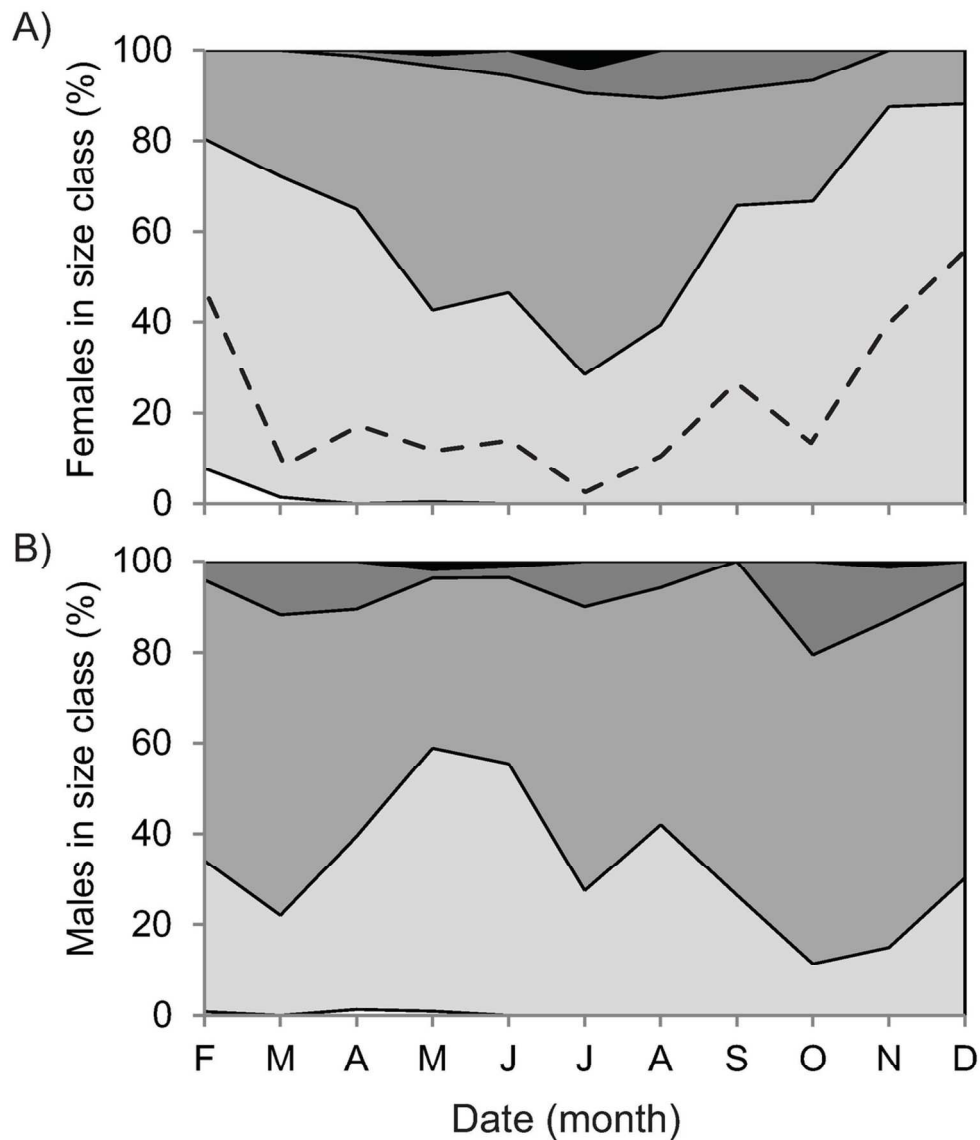 A)
Females in size class (%)
100
80
60
40
20
0
B)
Males in size class (%)
100
80
60
40
20
0
F M A M J J A S O N D
Date (month)